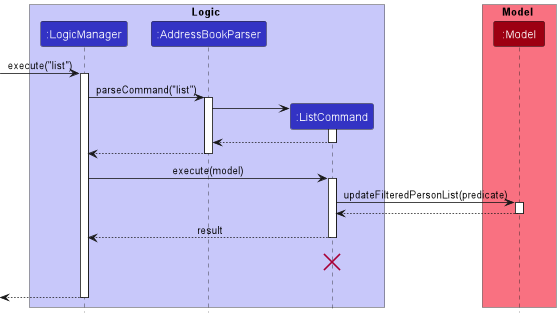 Logic
Model
:LogicManager
:AddressBookParser
:Model
execute("list")
parseCommand("list")
:ListCommand
execute(model)
updateFilteredPersonList(predicate)
result